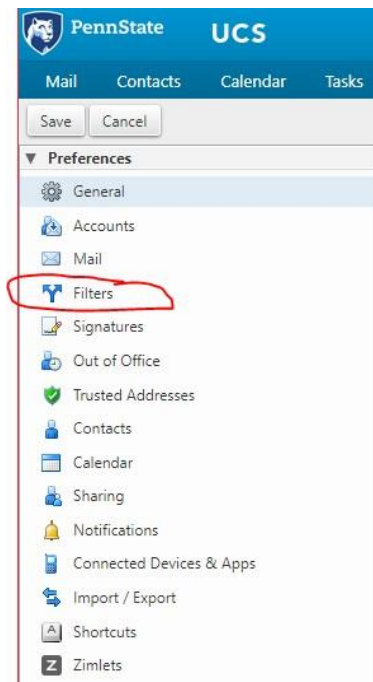 PennState UCS
Mail Contacts Calendar Tasks
Save Cancel
Preferences
General
Accounts
Mail
Filters
Signatures
Out of Office
Trusted Addresses
Contacts
Calendar
Sharing
Notifications
Connected Devices & Apps
Import / Export
A Shortcuts
Z Zimlets